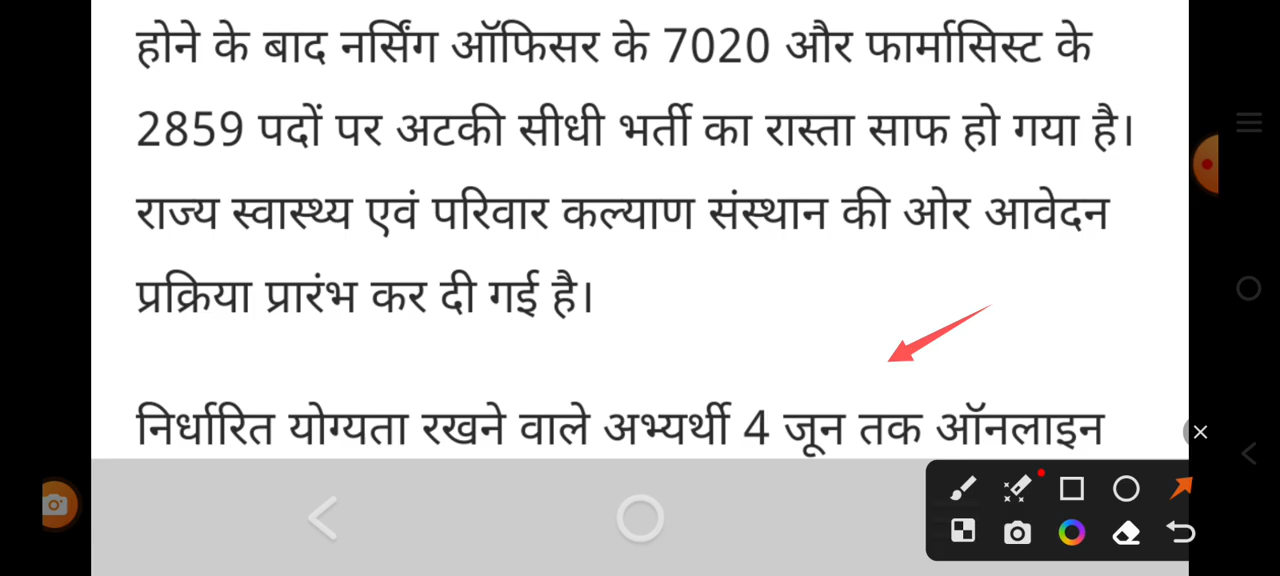 होने के बाद नर्सिंग ऑफिसर के 7020 और फार्मासिस्ट के
2859 पदों पर अटकी सीधी भर्ती का रास्ता साफ हो गया है।
राज्य स्वास्थ्य एवं परिवार कल्याण संस्थान की ओर आवेदन
प्रक्रिया प्रारंभ कर दी गई है।
निर्धारित योग्यता रखने वाले अभ्यर्थी 4 जून तक ऑनलाइन